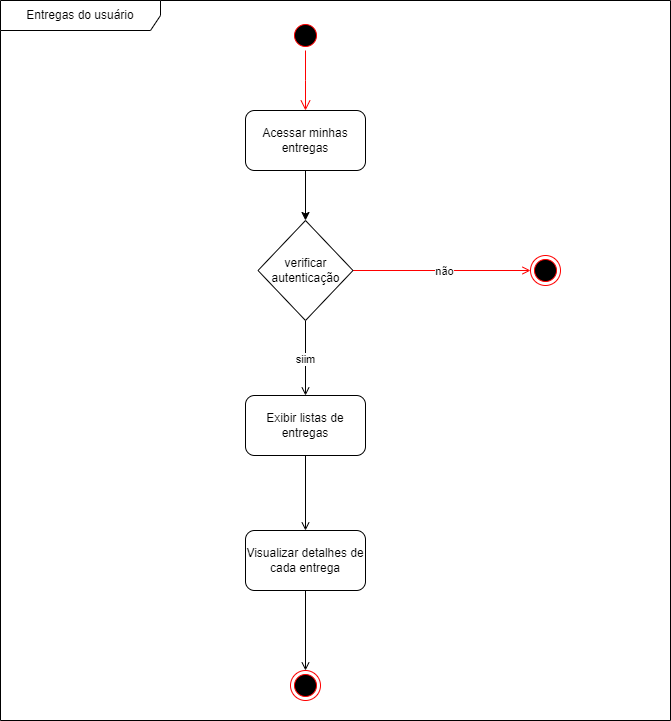 Entregas do usuário
Acessar minhas
entregas
verificar
autenticação
não
siim
Exibir listas de
entregas
Visualizar detalhes de
cada entrega